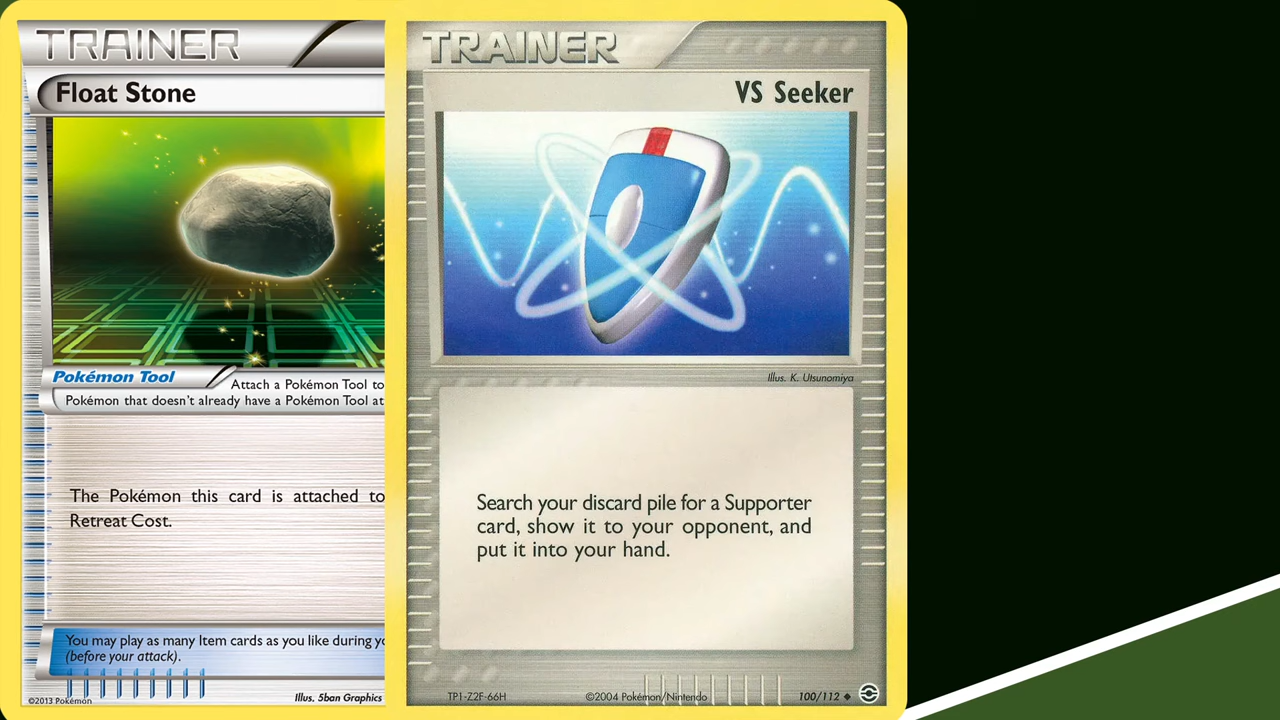 TRAINER
Float Stone
Pokémon Tool
Attach a Pokémon Tool to
Pokémon that doesn't already have a Pokémon Tool at
The Pokémon this card is attached to
Retreat Cost.
You may play as many Item cards as you like during yo
(before your attack).
Illus. 5ban Graphics
©2013 Pokémon
TRAINER
VS Seeker
Illus. K. Utsunomiya
Search your discard pile for a Supporter
card, show it to your opponent, and
put it into your hand.
TP1-Z2F-66H
©2004 Pokémon/Nintendo
100/112